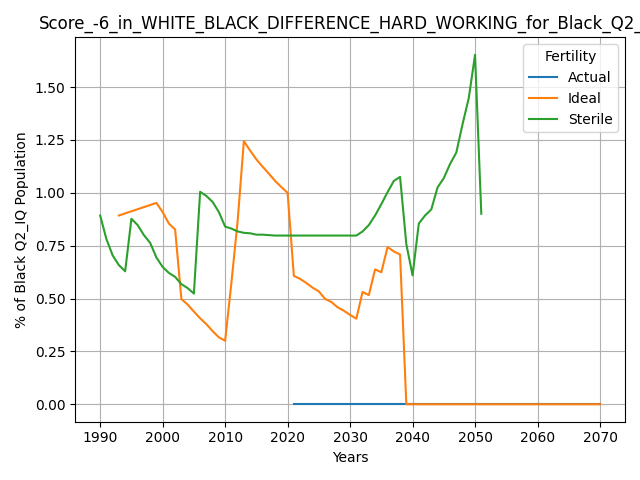 Score_-6_in_WHITE_BLACK_DIFFERENCE_HARD_WORKING_for_Black_Q2_
Fertility
Actual
Ideal
Sterile
% of Black Q2_IQ Population
1.50
1.25
1.00
0.75
0.50
0.25
0.00
1990 2000 2010 2020 2030 2040 2050 2060 2070
Years